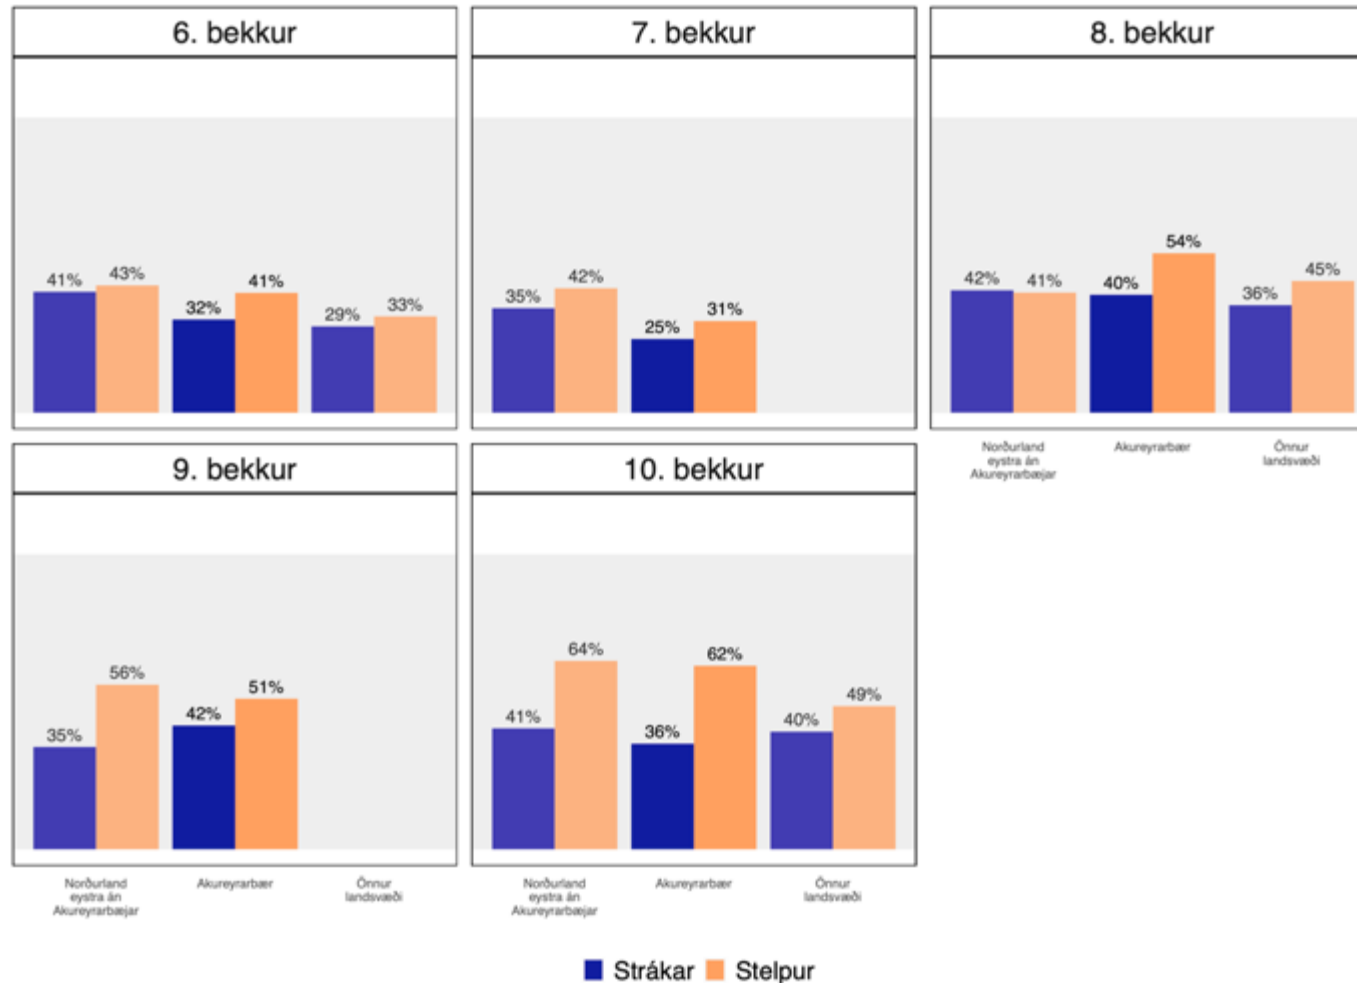 6. bekkur
7. bekkur
8. bekkur
41% 43% 32% 41% 29% 33%
35% 42% 25% 31%
42% 41% 40% 54% 36% 45%
Norðurland
eystra án
Akureyrarbæjar
Akureyrarbær
Önnur
landsvæði
9. bekkur
10. bekkur
35% 56% 42% 51%
41% 64% 36% 62% 40% 49%
Norðurland
eystra án
Akureyrarbæjar
Akureyrarbær
Önnur
landsvæði
Norðurland
eystra án
Akureyrarbæjar
Akureyrarbær
Önnur
landsvæði
Strákar Stelpur